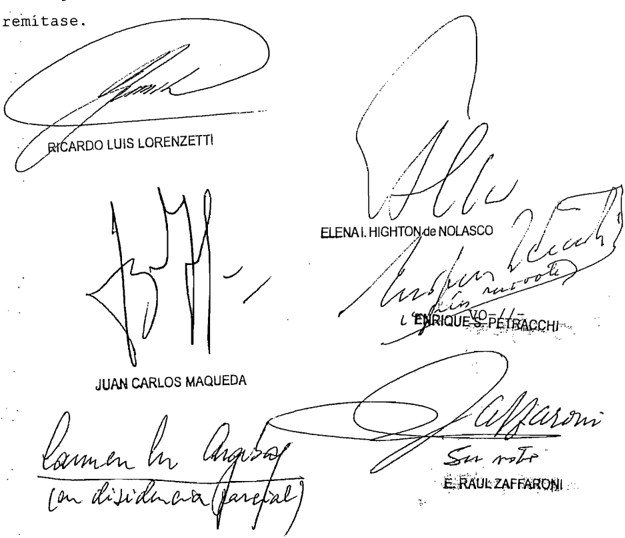 remítase.
RICARDO LUIS LORENZETTI
ELENA I. HIGHTON de NOLASCO
(según su voto)
VO-//-
ENRIQUE S. PETRACCHI
JUAN CARLOS MAQUEDA
Carmen M Argibay
(en disidencia parcial)
Zaffaroni
Su voto
E. RAUL ZAFFARONI